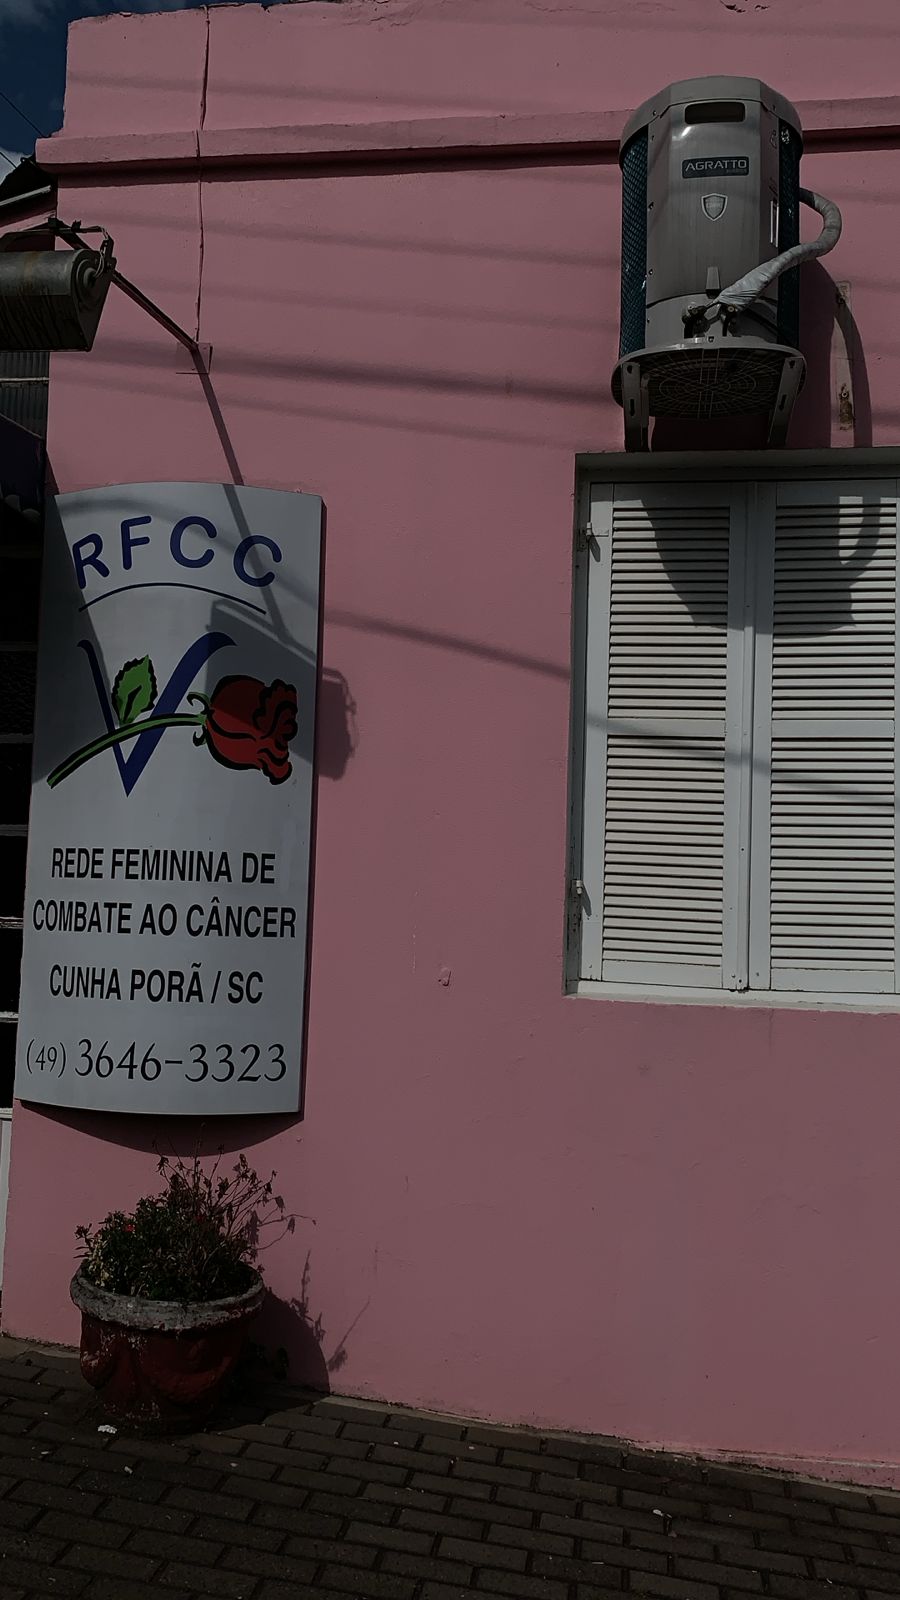 AGRATTO
RFCC
REDE FEMININA DE
COMBATE AO CÂNCER
CUNHA PORÃ / SC
(49) 3646-3323